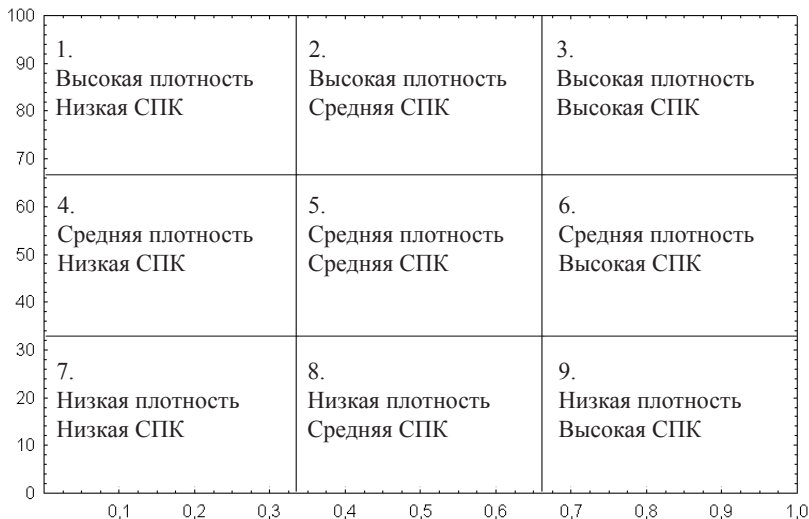 100
90
80
70
60
50
40
30
20
10
0
1.
Высокая плотность
Низкая СПК
2.
Высокая плотность
Средняя СПК
3.
Высокая плотность
Высокая СПК
4.
Средняя плотность
Низкая СПК
5.
Средняя плотность
Средняя СПК
6.
Средняя плотность
Высокая СПК
7.
Низкая плотность
Низкая СПК
8.
Низкая плотность
Средняя СПК
9.
Низкая плотность
Высокая СПК
0,1 0,2 0,3 0,4 0,5 0,6 0,7 0,8 0,9 1,0